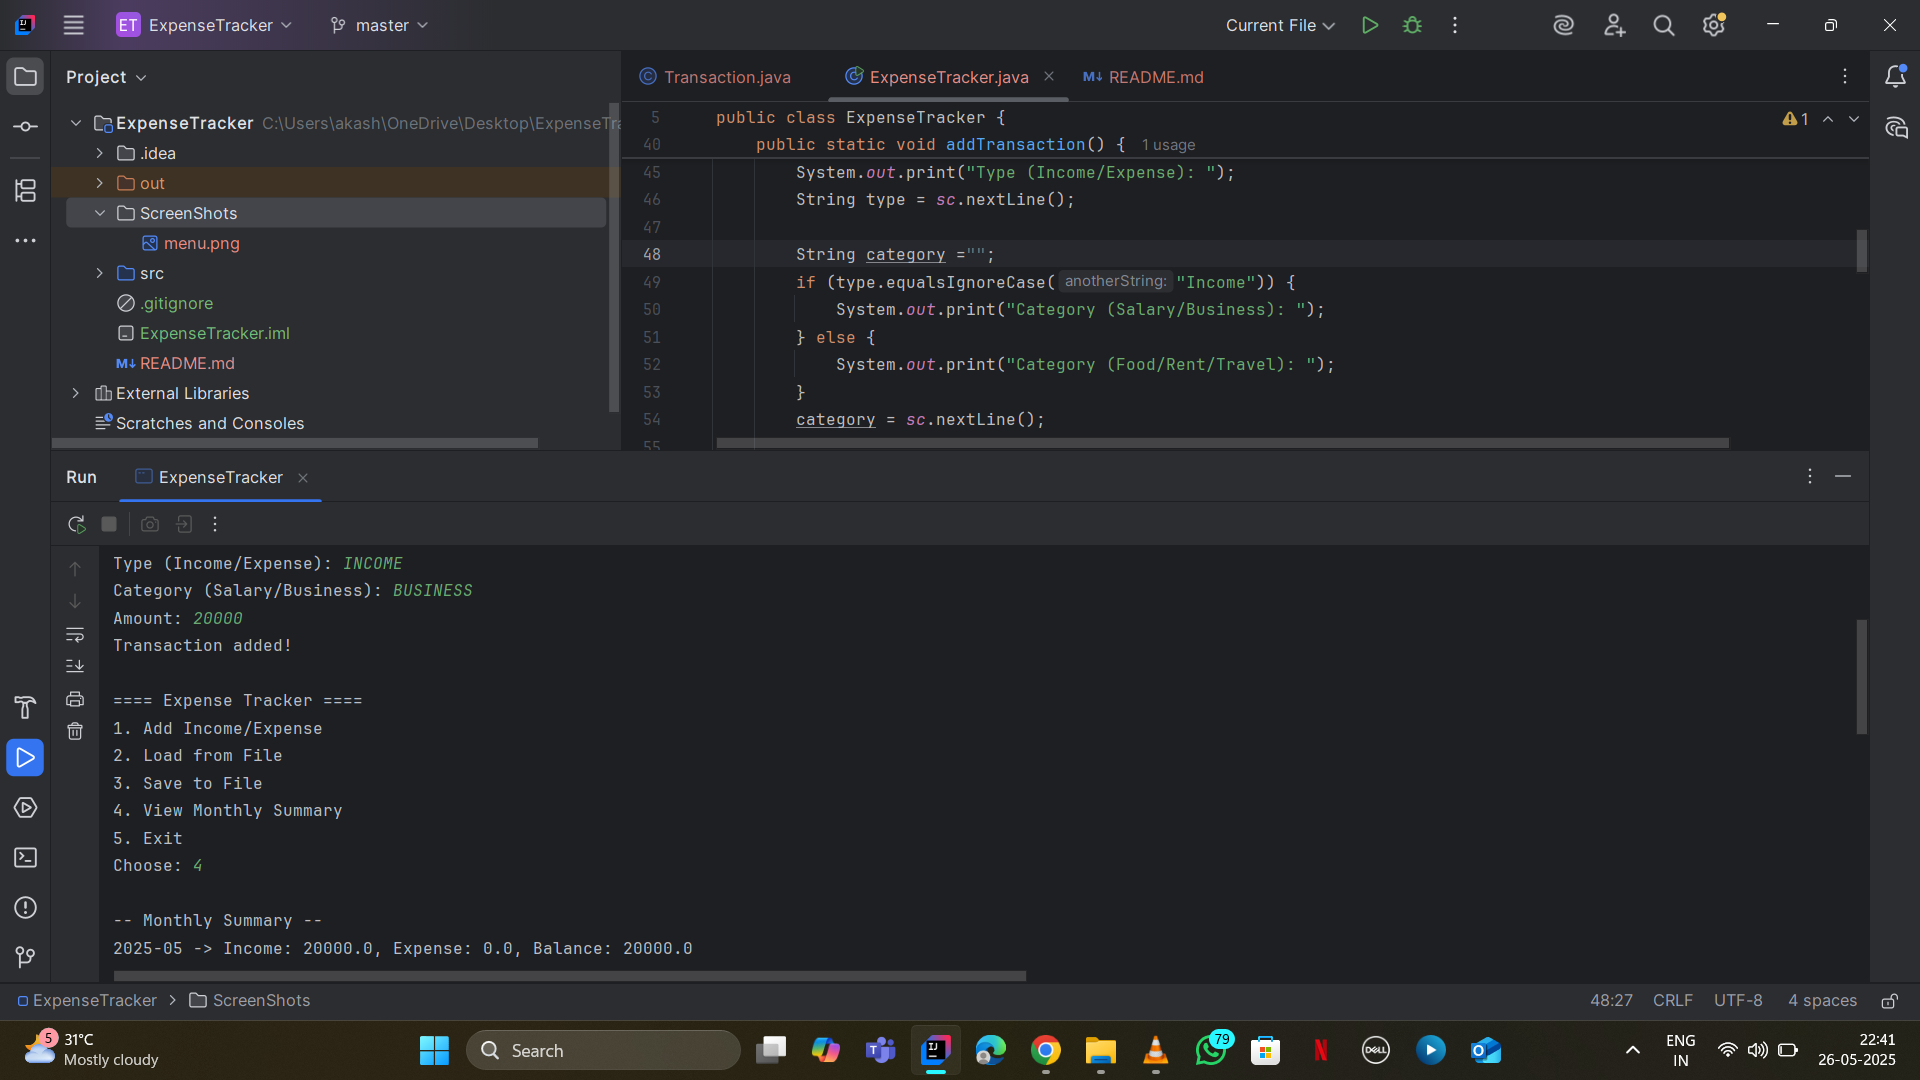 ET ExpenseTracker master Current File
Project
ExpenseTracker C:\Users\akash\OneDrive\Desktop\ExpenseTra
.idea
out
ScreenShots
menu.png
src
.gitignore
ExpenseTracker.iml
M↓ README.md
External Libraries
Scratches and Consoles
Transaction.java ExpenseTracker.java M↓ README.md
5 public class ExpenseTracker { 1
40 public static void addTransaction() { 1 usage
45 System.out.print("Type (Income/Expense): ");
46 String type = sc.nextLine();
47
48 String category ="";
49 if (type.equalsIgnoreCase( anotherString: "Income")) {
50 System.out.print("Category (Salary/Business): ");
51 } else {
52 System.out.print("Category (Food/Rent/Travel): ");
53 }
54 category = sc.nextLine();
55
Run ExpenseTracker
Type (Income/Expense): INCOME
Category (Salary/Business): BUSINESS
Amount: 20000
Transaction added!
==== Expense Tracker ====
1. Add Income/Expense
2. Load from File
3. Save to File
4. View Monthly Summary
5. Exit
Choose: 4
-- Monthly Summary --
2025-05 -> Income: 20000.0, Expense: 0.0, Balance: 20000.0
ExpenseTracker > ScreenShots 48:27 CRLF UTF-8 4 spaces
5 31°C
Mostly cloudy
Search
79
DELL
ENG
IN
22:41
26-05-2025